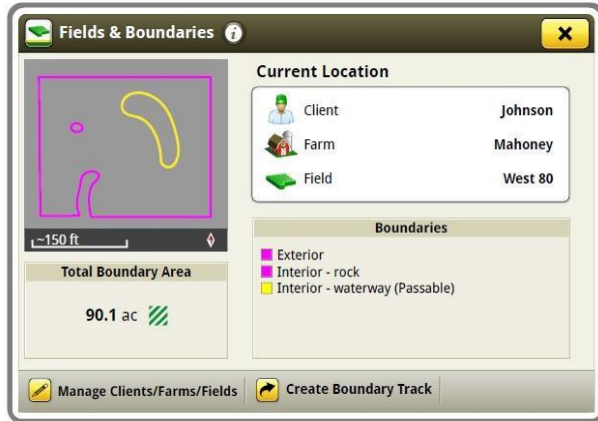 Fields & Boundaries
Current Location
Client Johnson
Farm Mahoney
Field West 80
~150 ft
Boundaries
Exterior
Interior - rock
Interior - waterway (Passable)
Total Boundary Area
90.1 ac
Manage Clients/Farms/Fields
Create Boundary Track